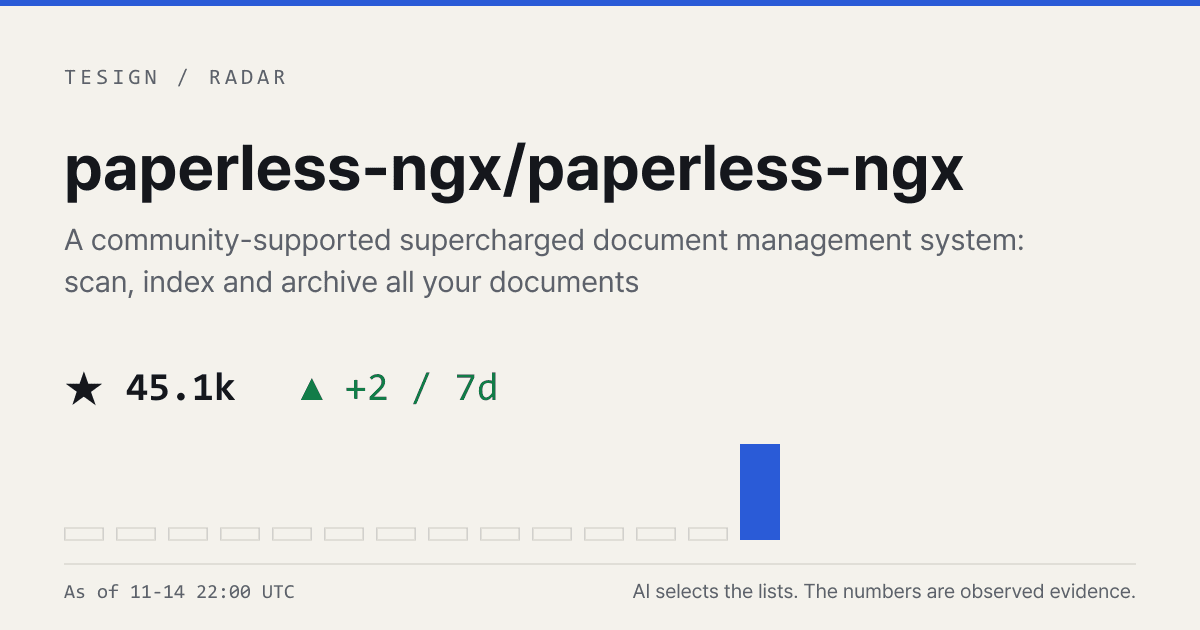 TESIGN / RADAR
paperless-ngx/paperless-ngx
A community-supported supercharged document management system:
scan, index and archive all your documents
★ 45.1k ▲ +2 / 7d
As of 11-14 22:00 UTC
AI selects the lists. The numbers are observed evidence.